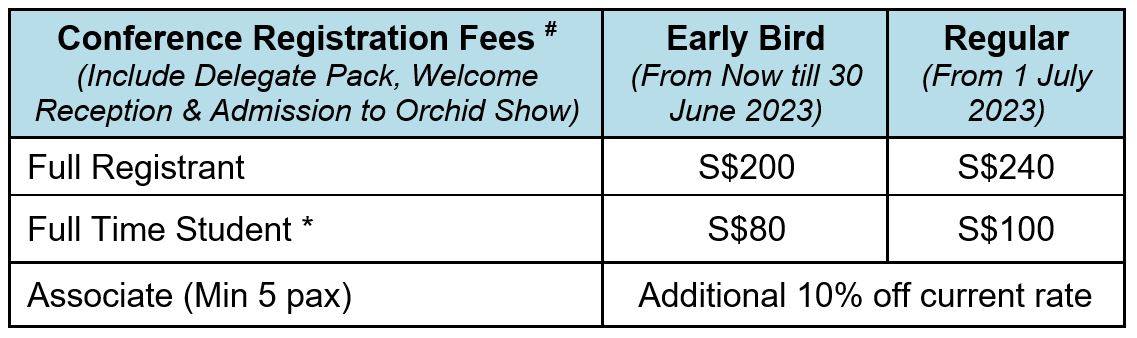 Conference Registration Fees #
(Include Delegate Pack, Welcome
Reception & Admission to Orchid Show)
Early Bird
(From Now till 30
June 2023)
Regular
(From 1 July
2023)
Full Registrant
S$200
S$240
Full Time Student *
S$80
S$100
Associate (Min 5 pax)
Additional 10% off current rate